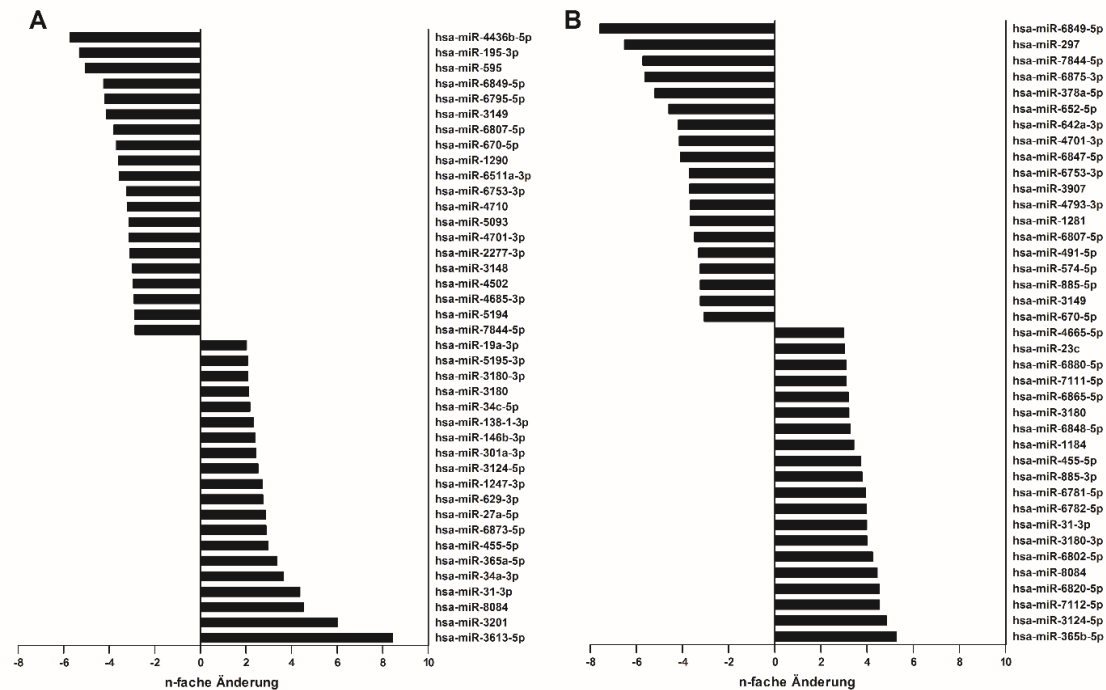 A
hsa-miR-4436b-5p
hsa-miR-195-3p
hsa-miR-595
hsa-miR-6849-5p
hsa-miR-6795-5p
hsa-miR-3149
hsa-miR-6807-5p
hsa-miR-670-5p
hsa-miR-1290
hsa-miR-6511a-3p
hsa-miR-6753-3p
hsa-miR-4710
hsa-miR-5093
hsa-miR-4701-3p
hsa-miR-2277-3p
hsa-miR-3148
hsa-miR-4502
hsa-miR-4685-3p
hsa-miR-5194
hsa-miR-7844-5p
hsa-miR-19a-3p
hsa-miR-5195-3p
hsa-miR-3180-3p
hsa-miR-3180
hsa-miR-34c-5p
hsa-miR-138-1-3p
hsa-miR-146b-3p
hsa-miR-301a-3p
hsa-miR-3124-5p
hsa-miR-1247-3p
hsa-miR-629-3p
hsa-miR-27a-5p
hsa-miR-6873-5p
hsa-miR-455-5p
hsa-miR-365a-5p
hsa-miR-34a-3p
hsa-miR-31-3p
hsa-miR-8084
hsa-miR-3201
hsa-miR-3613-5p
-8 -6 -4 -2 0 2 4 6 8 10
n-fache Änderung
B
hsa-miR-6849-5p
hsa-miR-297
hsa-miR-7844-5p
hsa-miR-6875-3p
hsa-miR-378a-5p
hsa-miR-652-5p
hsa-miR-642a-3p
hsa-miR-4701-3p
hsa-miR-6847-5p
hsa-miR-6753-3p
hsa-miR-3907
hsa-miR-4793-3p
hsa-miR-1281
hsa-miR-6807-5p
hsa-miR-491-5p
hsa-miR-574-5p
hsa-miR-885-5p
hsa-miR-3149
hsa-miR-670-5p
hsa-miR-4665-5p
hsa-miR-23c
hsa-miR-6880-5p
hsa-miR-7111-5p
hsa-miR-6865-5p
hsa-miR-3180
hsa-miR-6848-5p
hsa-miR-1184
hsa-miR-455-5p
hsa-miR-885-3p
hsa-miR-6781-5p
hsa-miR-6782-5p
hsa-miR-31-3p
hsa-miR-3180-3p
hsa-miR-6802-5p
hsa-miR-8084
hsa-miR-6820-5p
hsa-miR-7112-5p
hsa-miR-3124-5p
hsa-miR-365b-5p
-8 -6 -4 -2 0 2 4 6 8 10
n-fache Änderung